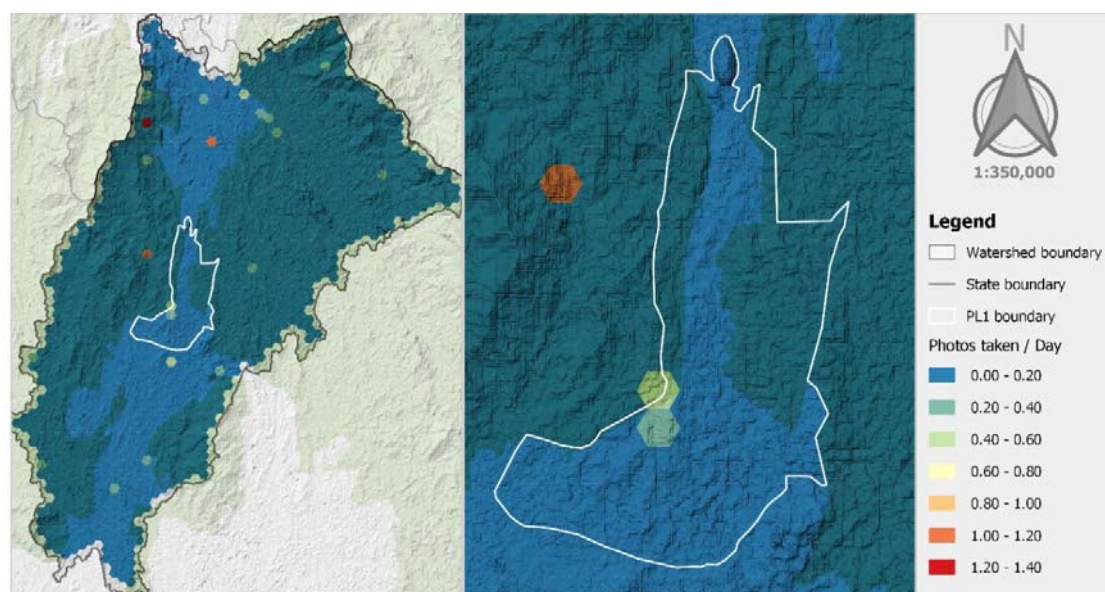 N
1:350,000
Legend
Watershed boundary
State boundary
PL1 boundary
Photos taken / Day
0.00 - 0.20
0.20 - 0.40
0.40 - 0.60
0.60 - 0.80
0.80 - 1.00
1.00 - 1.20
1.20 - 1.40